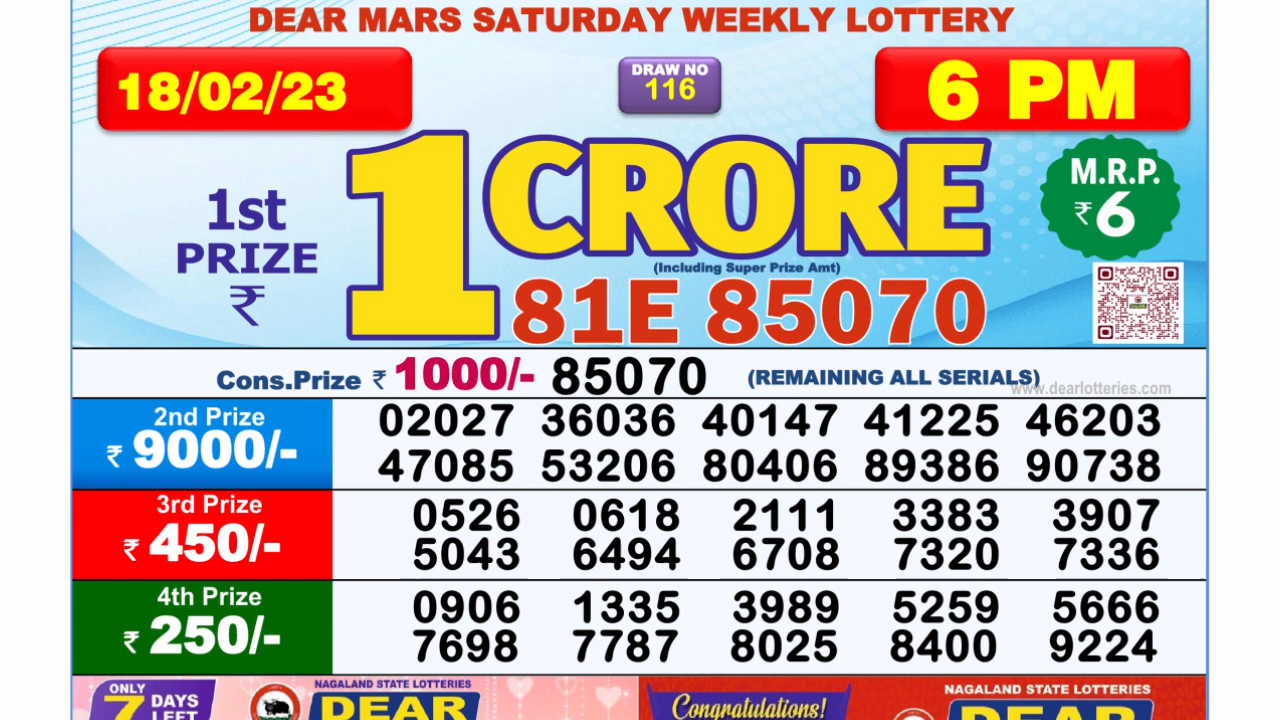 DEAR MARS SATURDAY WEEKLY LOTTERY
18/02/23
DRAW NO
116
6 PM
1st
PRIZE
₹
1 CRORE
(Including Super Prize Amt)
81E 85070
M.R.P.
₹6
Cons.Prize ₹ 1000/- 85070 (REMAINING ALL SERIALS)
www.dearlotteries.com
2nd Prize
₹ 9000/-
02027 36036 40147 41225 46203
47085 53206 80406 89386 90738
3rd Prize
₹ 450/-
0526 0618 2111 3383 3907
5043 6494 6708 7320 7336
4th Prize
₹ 250/-
0906 1335 3989 5259 5666
7698 7787 8025 8400 9224
ONLY
7 DAYS
LEFT
NAGALAND STATE LOTTERIES
DEAR
Congratulations!
NAGALAND STATE LOTTERIES
DEAR